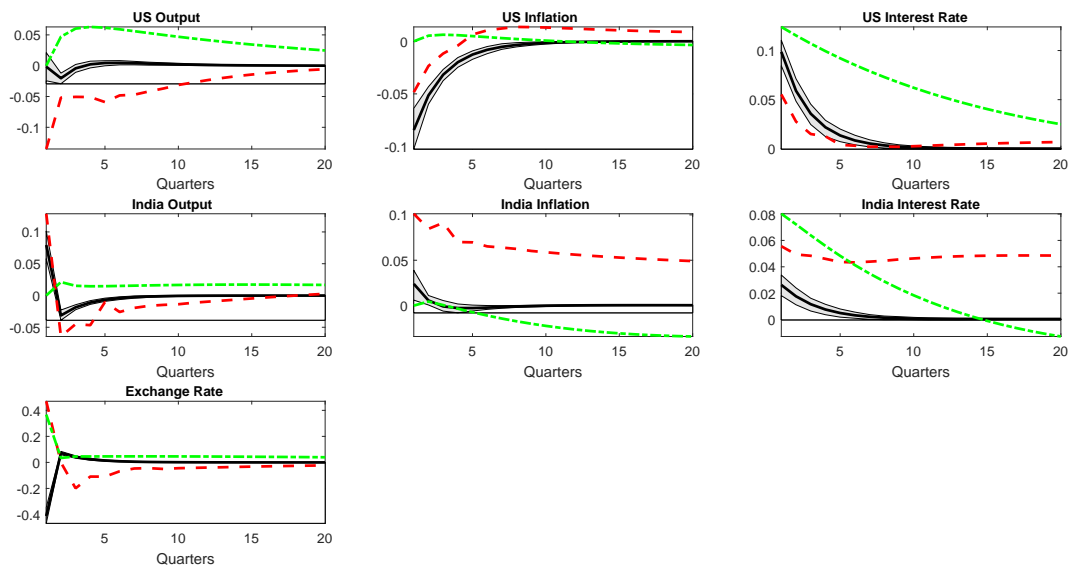 US Output
0.05
0
-0.05
-0.1
5 10 15 20
Quarters
US Inflation
0
-0.05
-0.1
5 10 15 20
Quarters
US Interest Rate
0.1
0.05
0
5 10 15 20
Quarters
India Output
0.1
0.05
0
-0.05
5 10 15 20
Quarters
India Inflation
0.1
0.05
0
5 10 15 20
Quarters
India Interest Rate
0.08
0.06
0.04
0.02
0
5 10 15 20
Quarters
Exchange Rate
0.4
0.2
0
-0.2
-0.4
5 10 15 20
Quarters